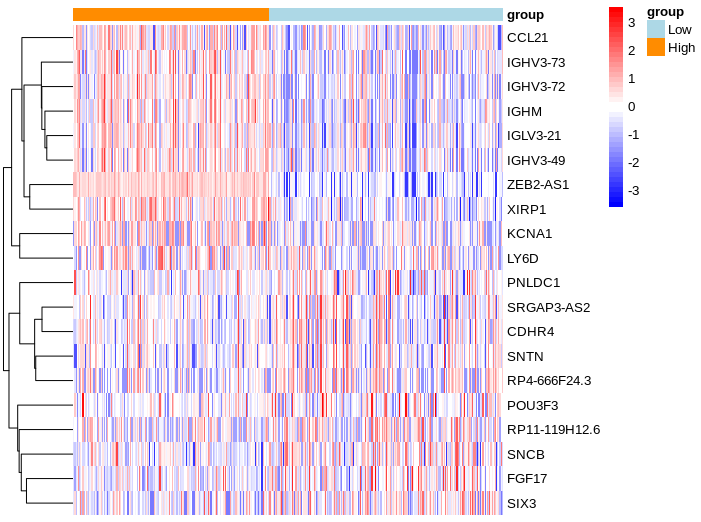 group
CCL21
IGHV3-73
IGHV3-72
IGHM
IGLV3-21
IGHV3-49
ZEB2-AS1
XIRP1
KCNA1
LY6D
PNLDC1
SRGAP3-AS2
CDHR4
SNTN
RP4-666F24.3
POU3F3
RP11-119H12.6
SNCB
FGF17
SIX3
3
2
1
0
-1
-2
-3
group
Low
High